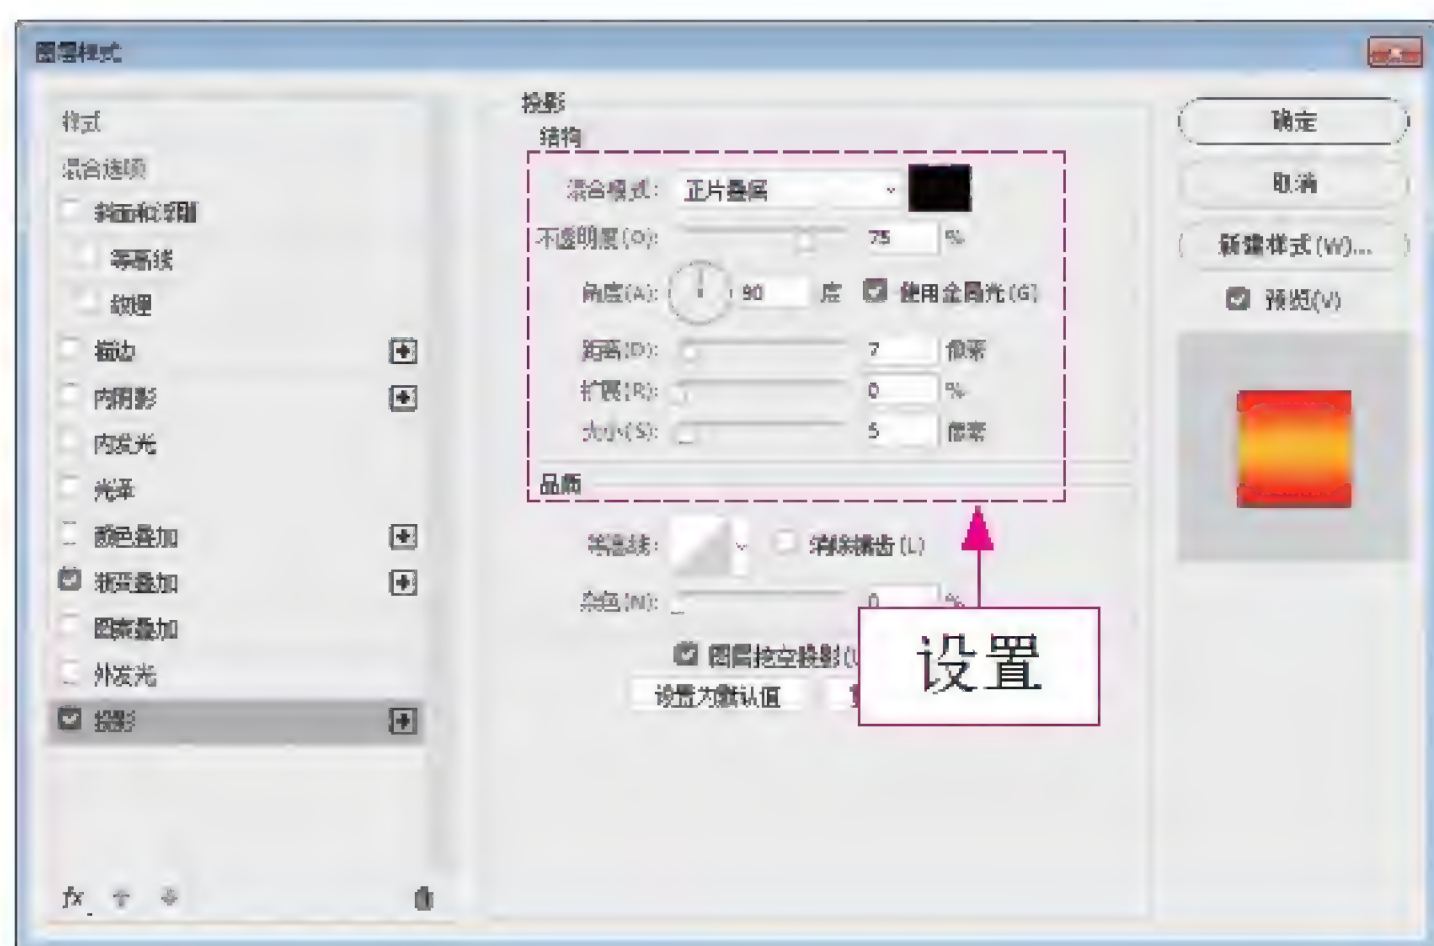 图层样式
样式
混合选项
斜面和浮雕
等高线
纹理
描边
内阴影
内发光
光泽
颜色叠加
渐变叠加
图案叠加
外发光
投影
fx
投影
结构
混合模式: 正片叠底
不透明度(O): 75 %
角度(A): 90 度 使用全局光(G)
距离(D): 7 像素
扩展(R): 0 %
大小(S): 5 像素
品质
等高线: 消除锯齿(L)
杂色(N): 0 %
图层挖空投影(
设置为默认值
设置
确定
取消
新建样式(W)...
预览(V)